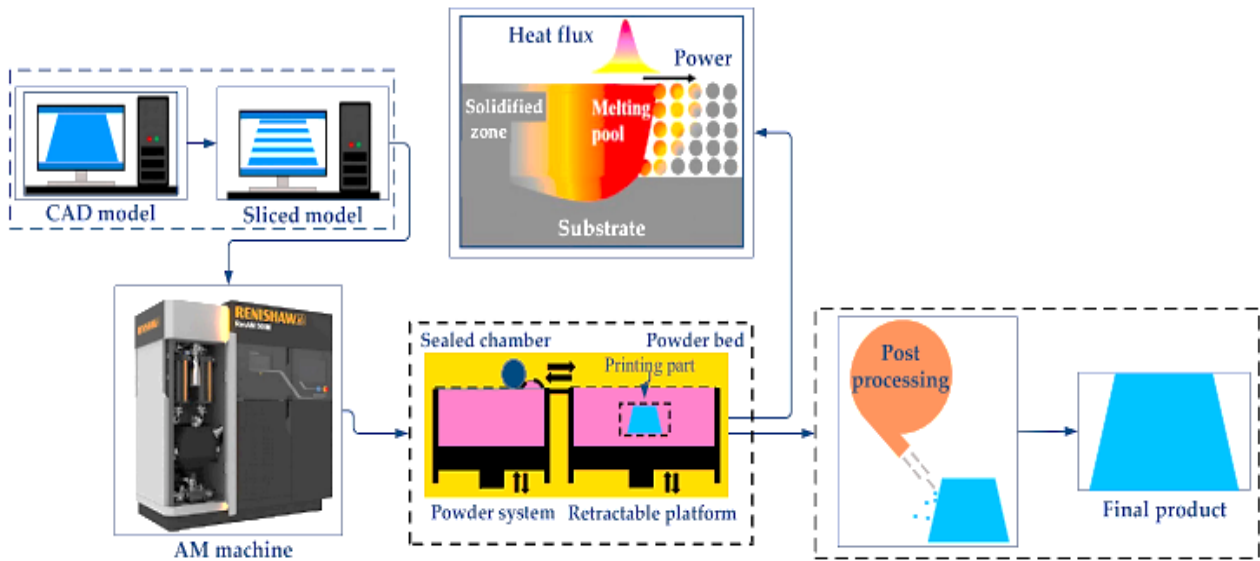 Heat flux
Power
Solidified
zone
Melting
pool
Substrate
CAD model
Sliced model
RENISHAW
AM machine
Sealed chamber
Powder bed
Printing part
Powder system
Retractable platform
Post
processing
Final product